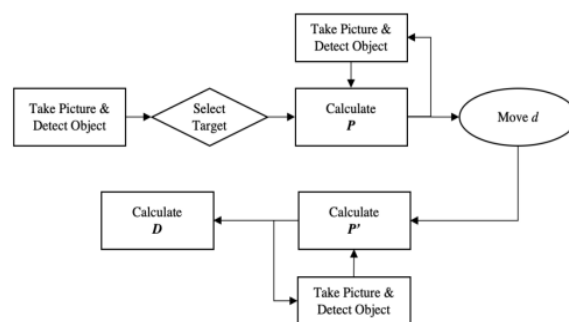 Take Picture &
Detect Object
Take Picture &
Detect Object
Select
Target
Calculate
P
Move d
Calculate
D
Calculate
P'
Take Picture &
Detect Object